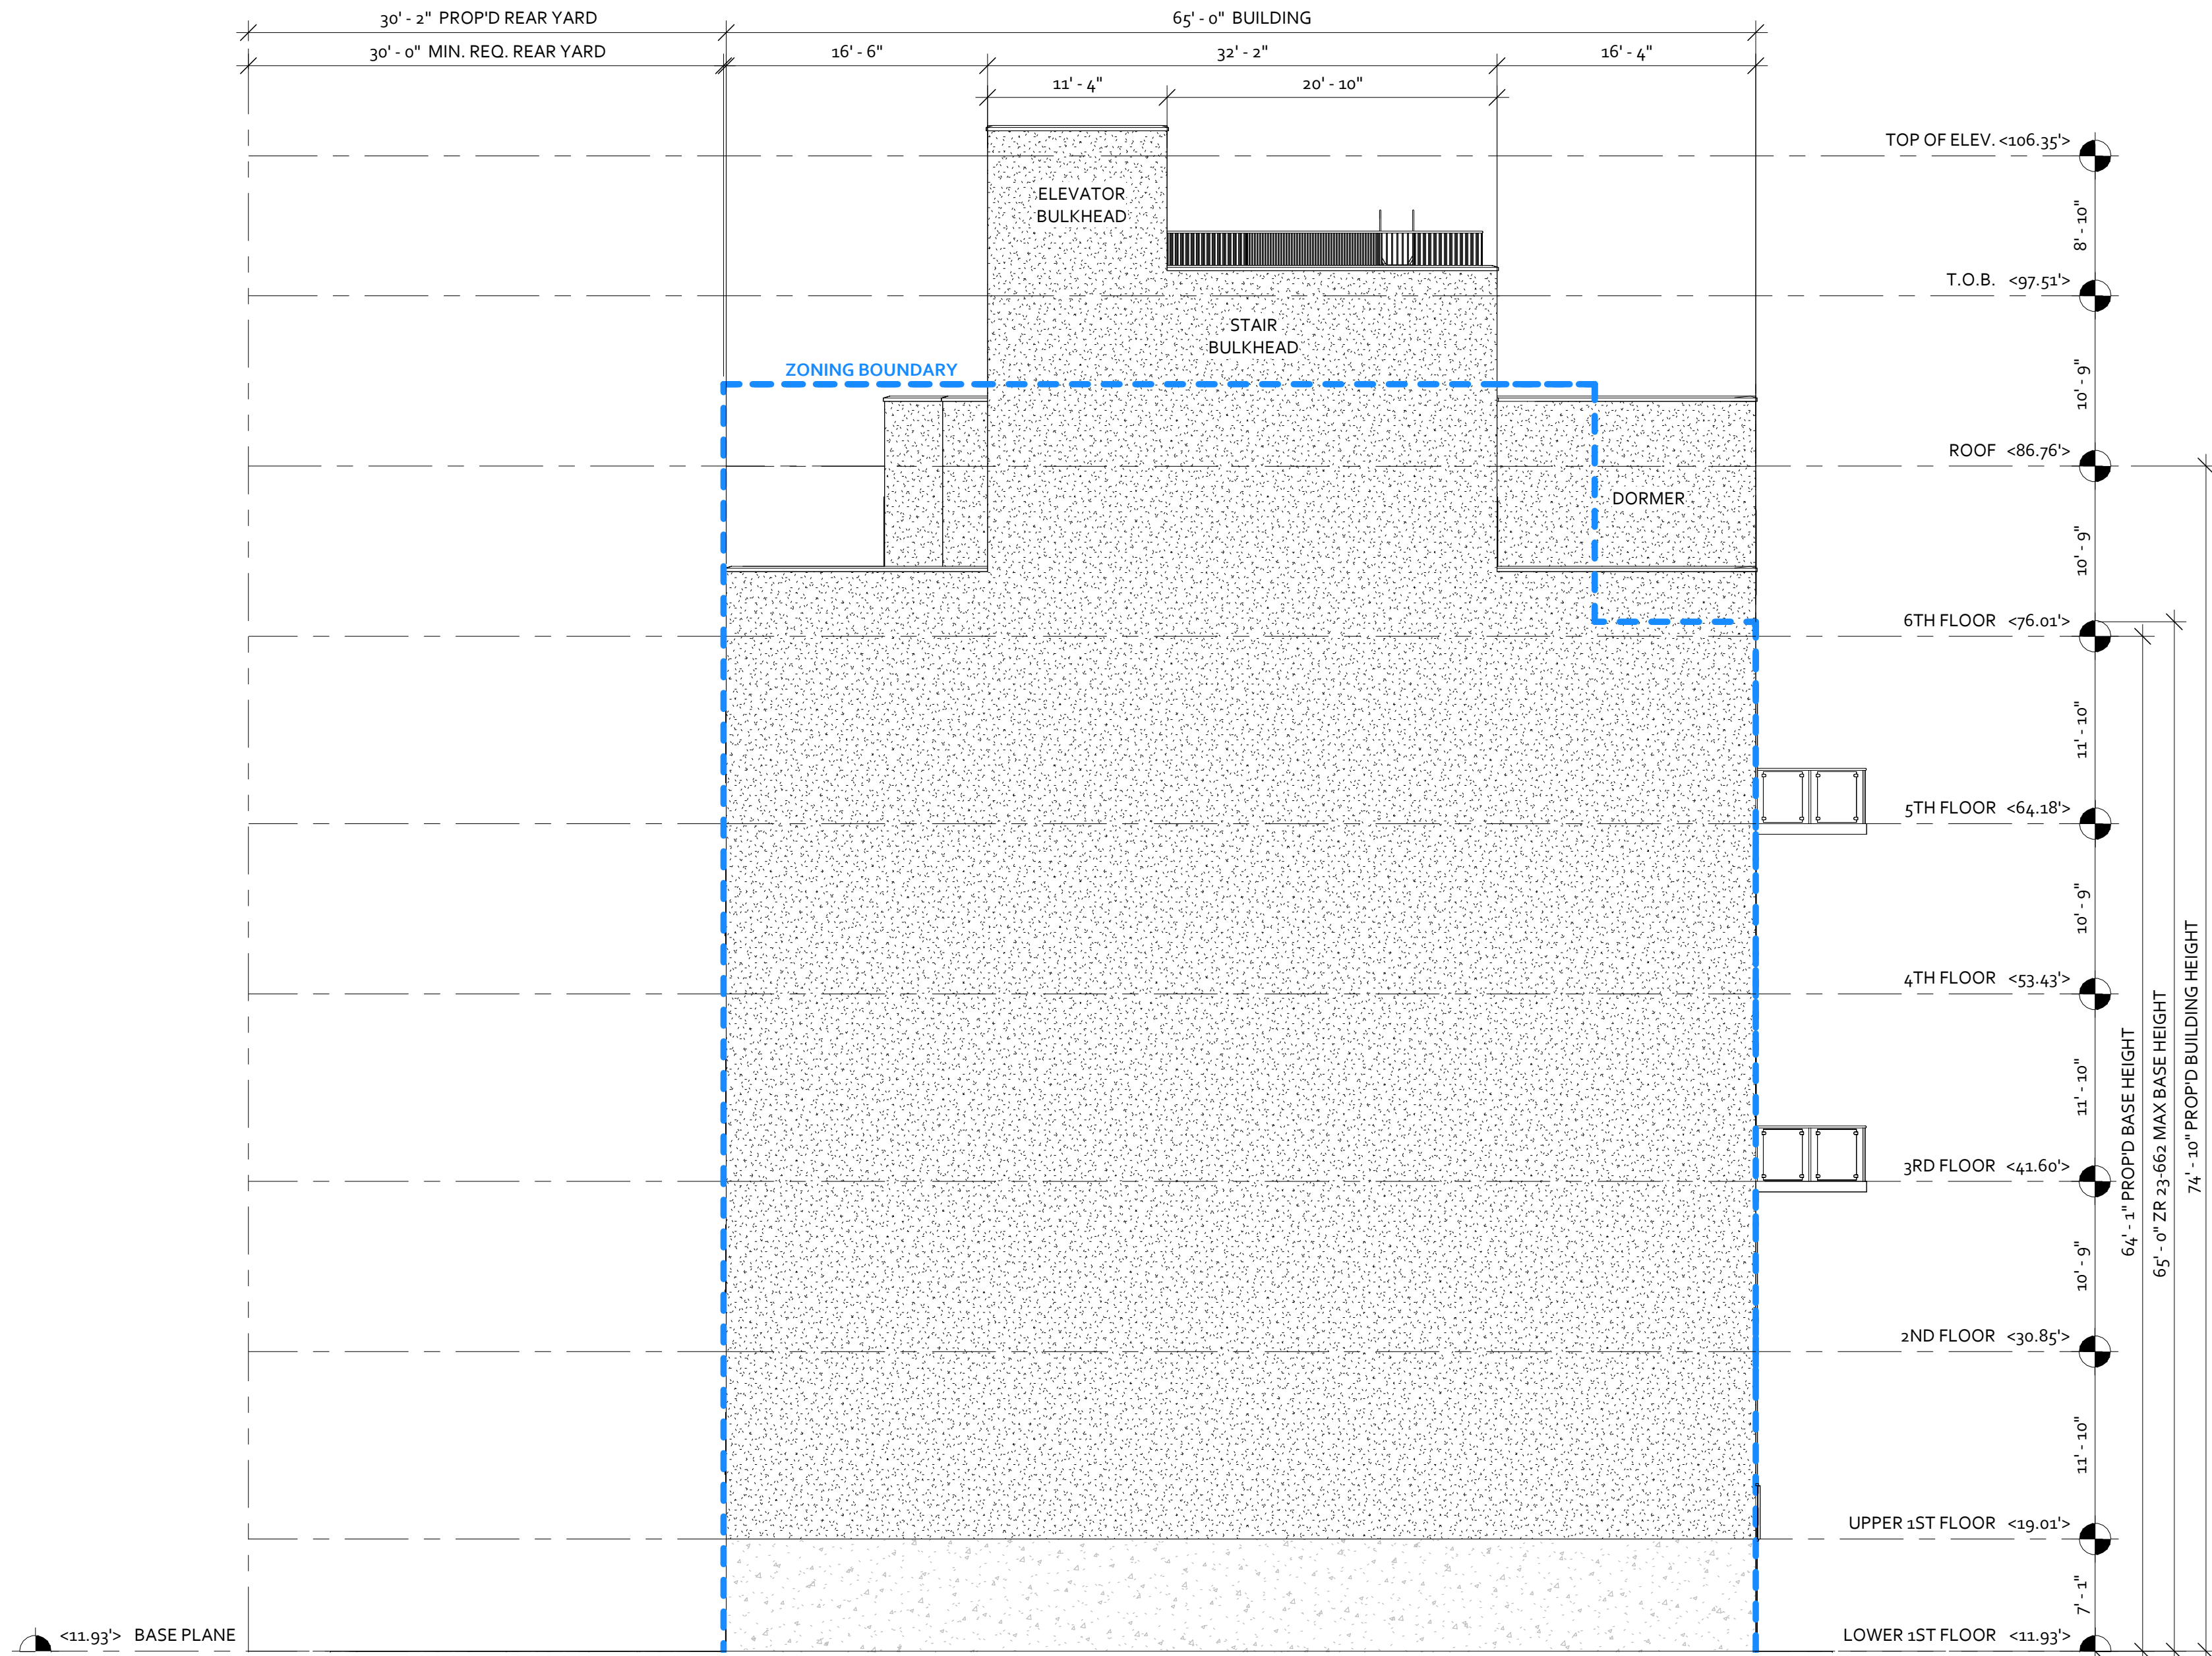 30' - 2" PROP'D REAR YARD
65' - 0" BUILDING
30' - 0" MIN. REQ. REAR YARD
16' - 6"
32' - 2"
16' - 4"
11' - 4"
20' - 10"
TOP OF ELEV. <106.35'>
ELEVATOR
BULKHEAD
8' - 10"
T.O.B. <97.51'>
STAIR
BULKHEAD
ZONING BOUNDARY
10' - 9"
ROOF <86.76'>
DORMER
10' - 9"
6TH FLOOR <76.01'>
11' - 10"
5TH FLOOR <64.18'>
10' - 9"
4TH FLOOR <53.43'>
11' - 10"
3RD FLOOR <41.60'>
10' - 9"
2ND FLOOR <30.85'>
11' - 10"
UPPER 1ST FLOOR <19.01'>
7' - 1"
LOWER 1ST FLOOR <11.93'>
64' - 1" PROP'D BASE HEIGHT
65' - 0" ZR 23-662 MAX BASE HEIGHT
74' - 10" PROP'D BUILDING HEIGHT
<11.93'> BASE PLANE